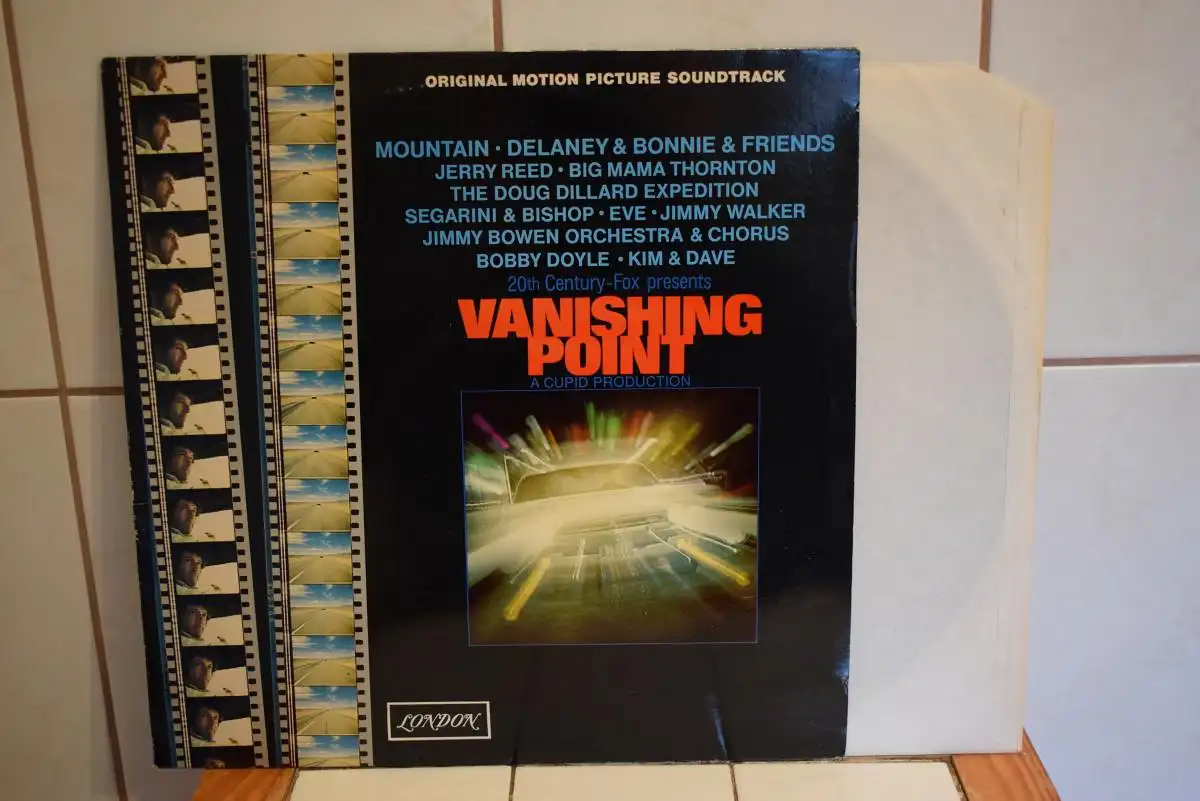 ORIGINAL MOTION PICTURE SOUNDTRACK
MOUNTAIN • DELANEY & BONNIE & FRIENDS
JERRY REED • BIG MAMA THORNTON
THE DOUG DILLARD EXPEDITION
SEGARINI & BISHOP • EVE • JIMMY WALKER
JIMMY BOWEN ORCHESTRA & CHORUS
BOBBY DOYLE • KIM & DAVE
20th Century-Fox presents
VANISHING
POINT
A CUPID PRODUCTION
LONDON